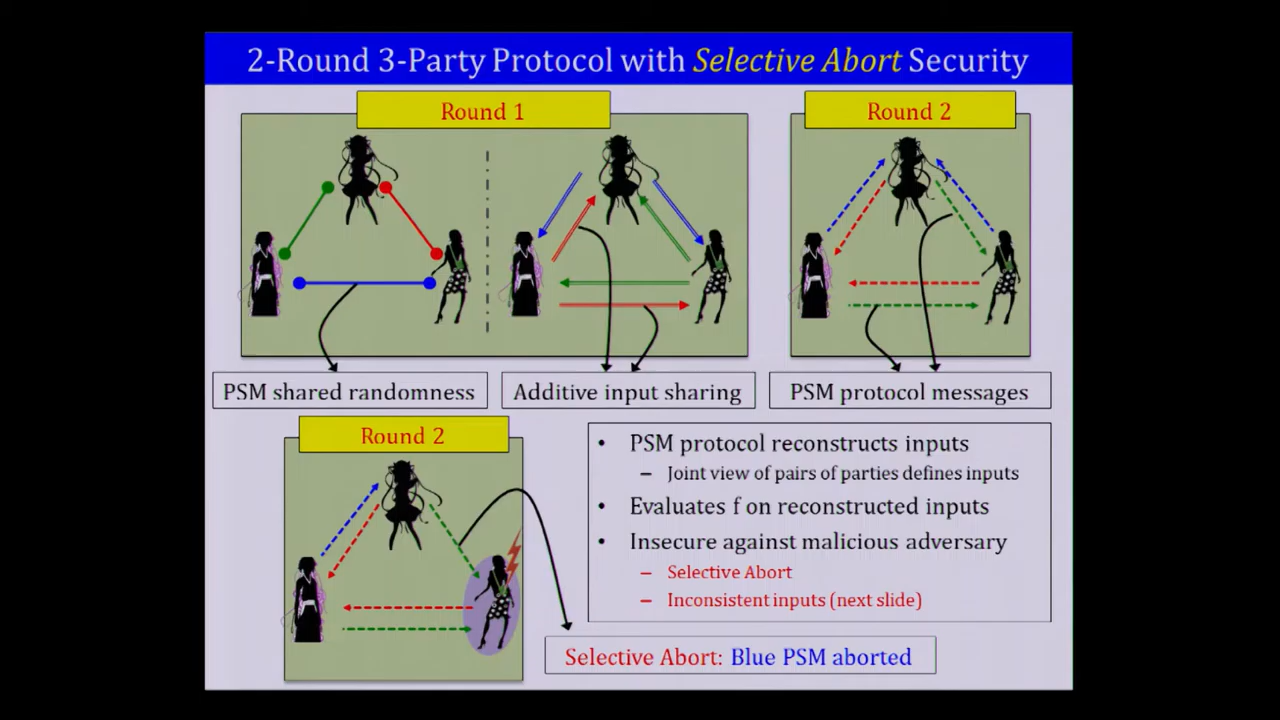 2-Round 3-Party Protocol with Selective Abort Security
Round 1
Round 2
PSM shared randomness
Additive input sharing
PSM protocol messages
Round 2
• PSM protocol reconstructs inputs
– Joint view of pairs of parties defines inputs
• Evaluates f on reconstructed inputs
• Insecure against malicious adversary
– Selective Abort
– Inconsistent inputs (next slide)
Selective Abort: Blue PSM aborted